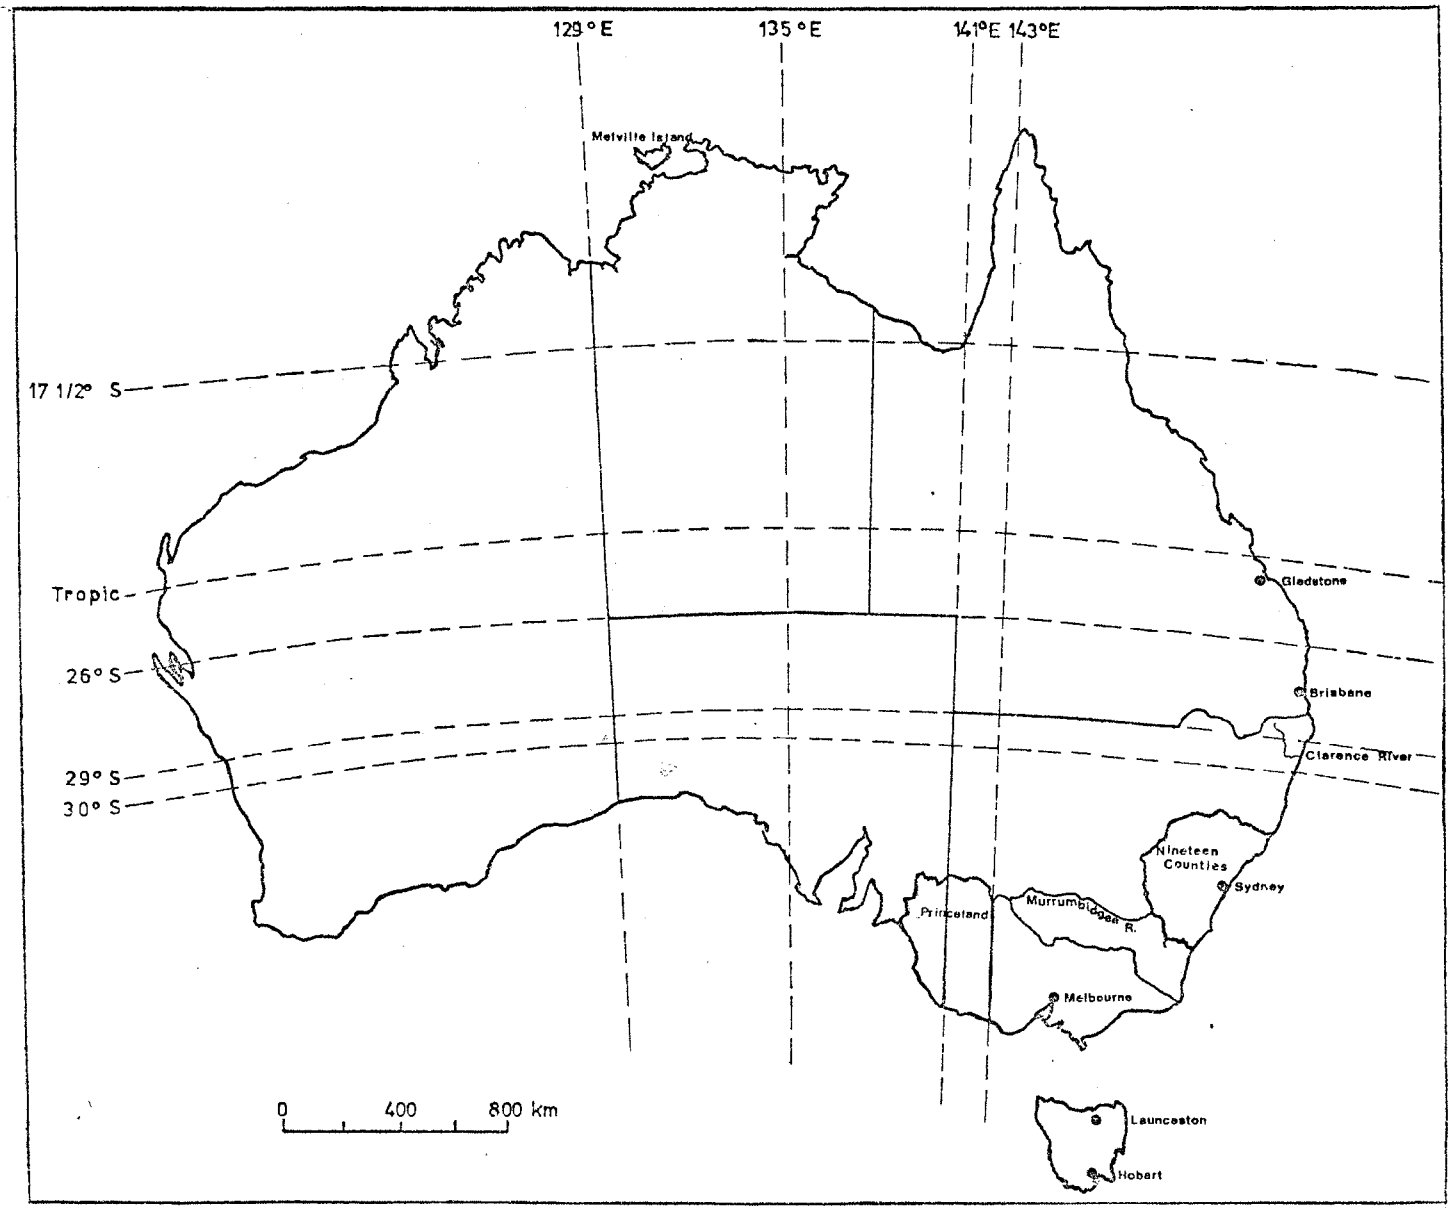 129° E
135° E
141°E 143°E
Melville Island
17 1/2° S
Tropic
Gladstone
26° S
Brisbane
29° S
Clarence River
30° S
Nineteen
Counties
Sydney
Princeland
Murrumbidgee R.
Melbourne
0 400 800 km
Launceston
Hobart